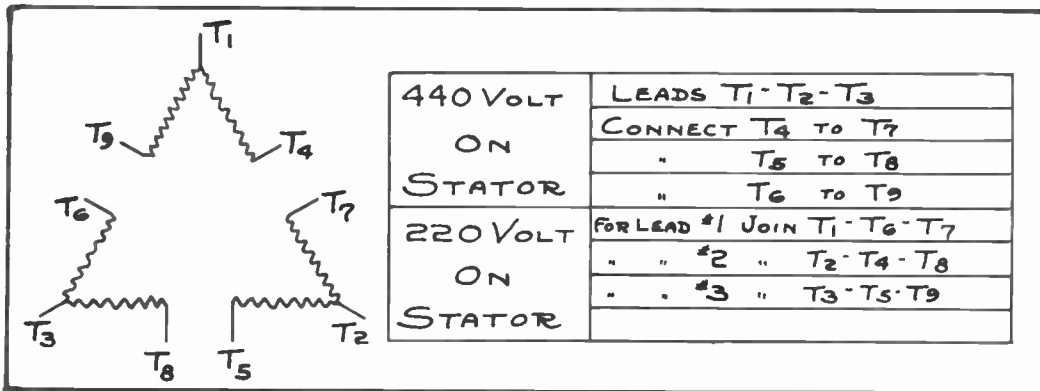 T1
T9
T4
T6
T7
T3
T8
T5
T2
440 VOLT
ON
STATOR
LEADS T1-T2-T3
CONNECT T4 TO T7
" T5 TO T8
" T6 TO T9
220 VOLT
ON
STATOR
FOR LEAD #1 JOIN T1-T6-T7
" " #2 " T2-T4-T8
" " #3 " T3-T5-T9